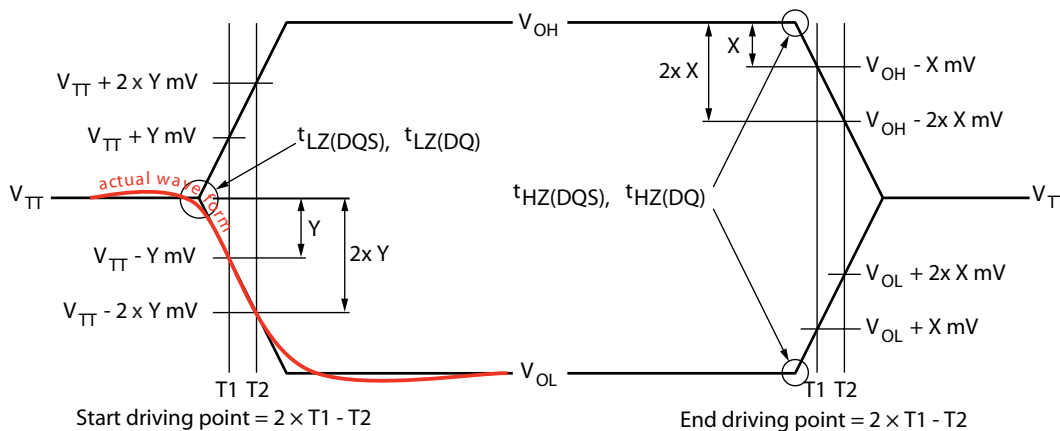 V_OH
X
2x X
V_TT + 2 x Y mV
V_TT + Y mV
V_OH - X mV
V_OH - 2x X mV
t_LZ(DQS), t_LZ(DQ)
actual wave form
V_TT
t_HZ(DQS), t_HZ(DQ)
V_T
Y
2x Y
V_TT - Y mV
V_TT - 2 x Y mV
V_OL + 2x X mV
V_OL + X mV
V_OL
T1 T2
T1 T2
Start driving point = 2 × T1 - T2
End driving point = 2 × T1 - T2